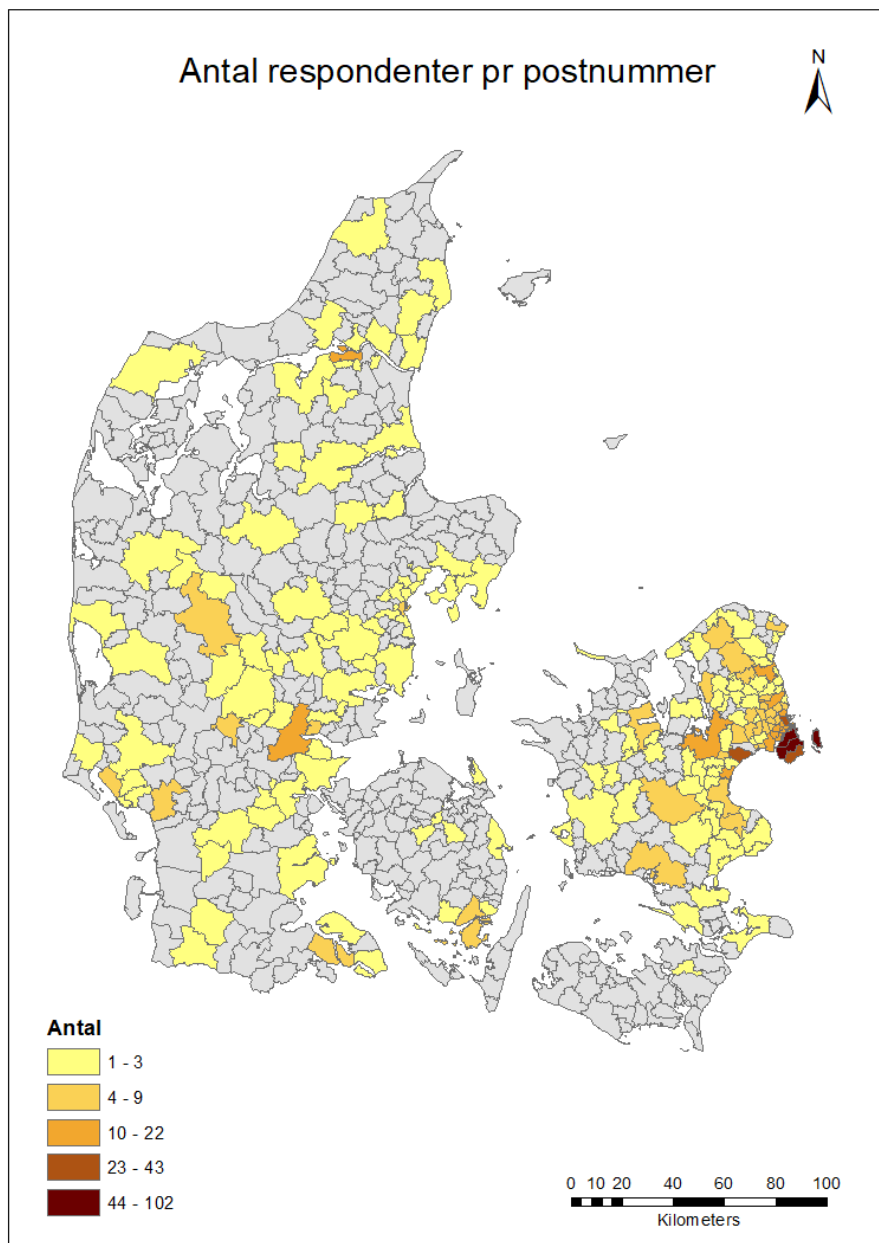 Antal respondenter pr postnummer
N
Antal
1 - 3
4 - 9
10 - 22
23 - 43
44 - 102
0 10 20 40 60 80 100
Kilometers